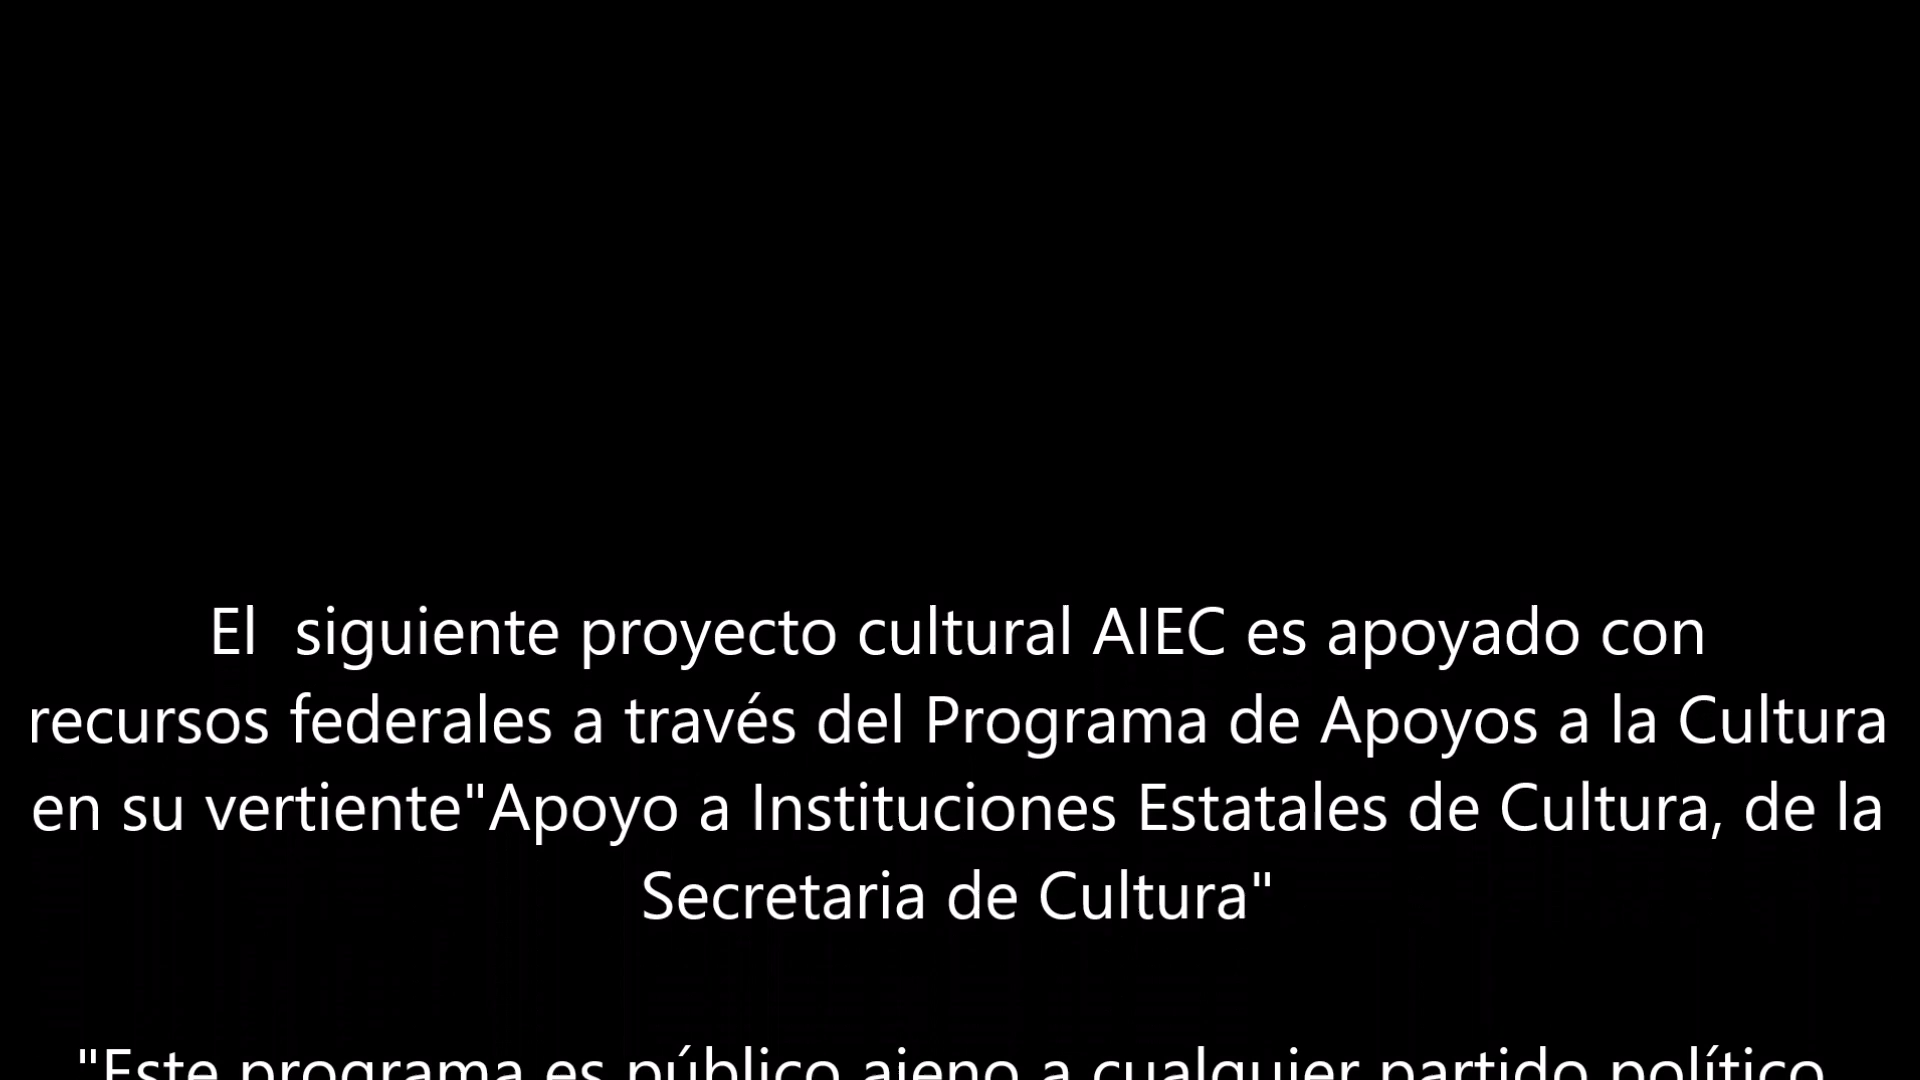 El  siguiente proyecto cultural AIEC es apoyado con
recursos federales a través del Programa de Apoyos a la Cultura
en su vertiente"Apoyo a Instituciones Estatales de Cultura, de la
Secretaria de Cultura"
"Este programa es público ajeno a cualquier partido político